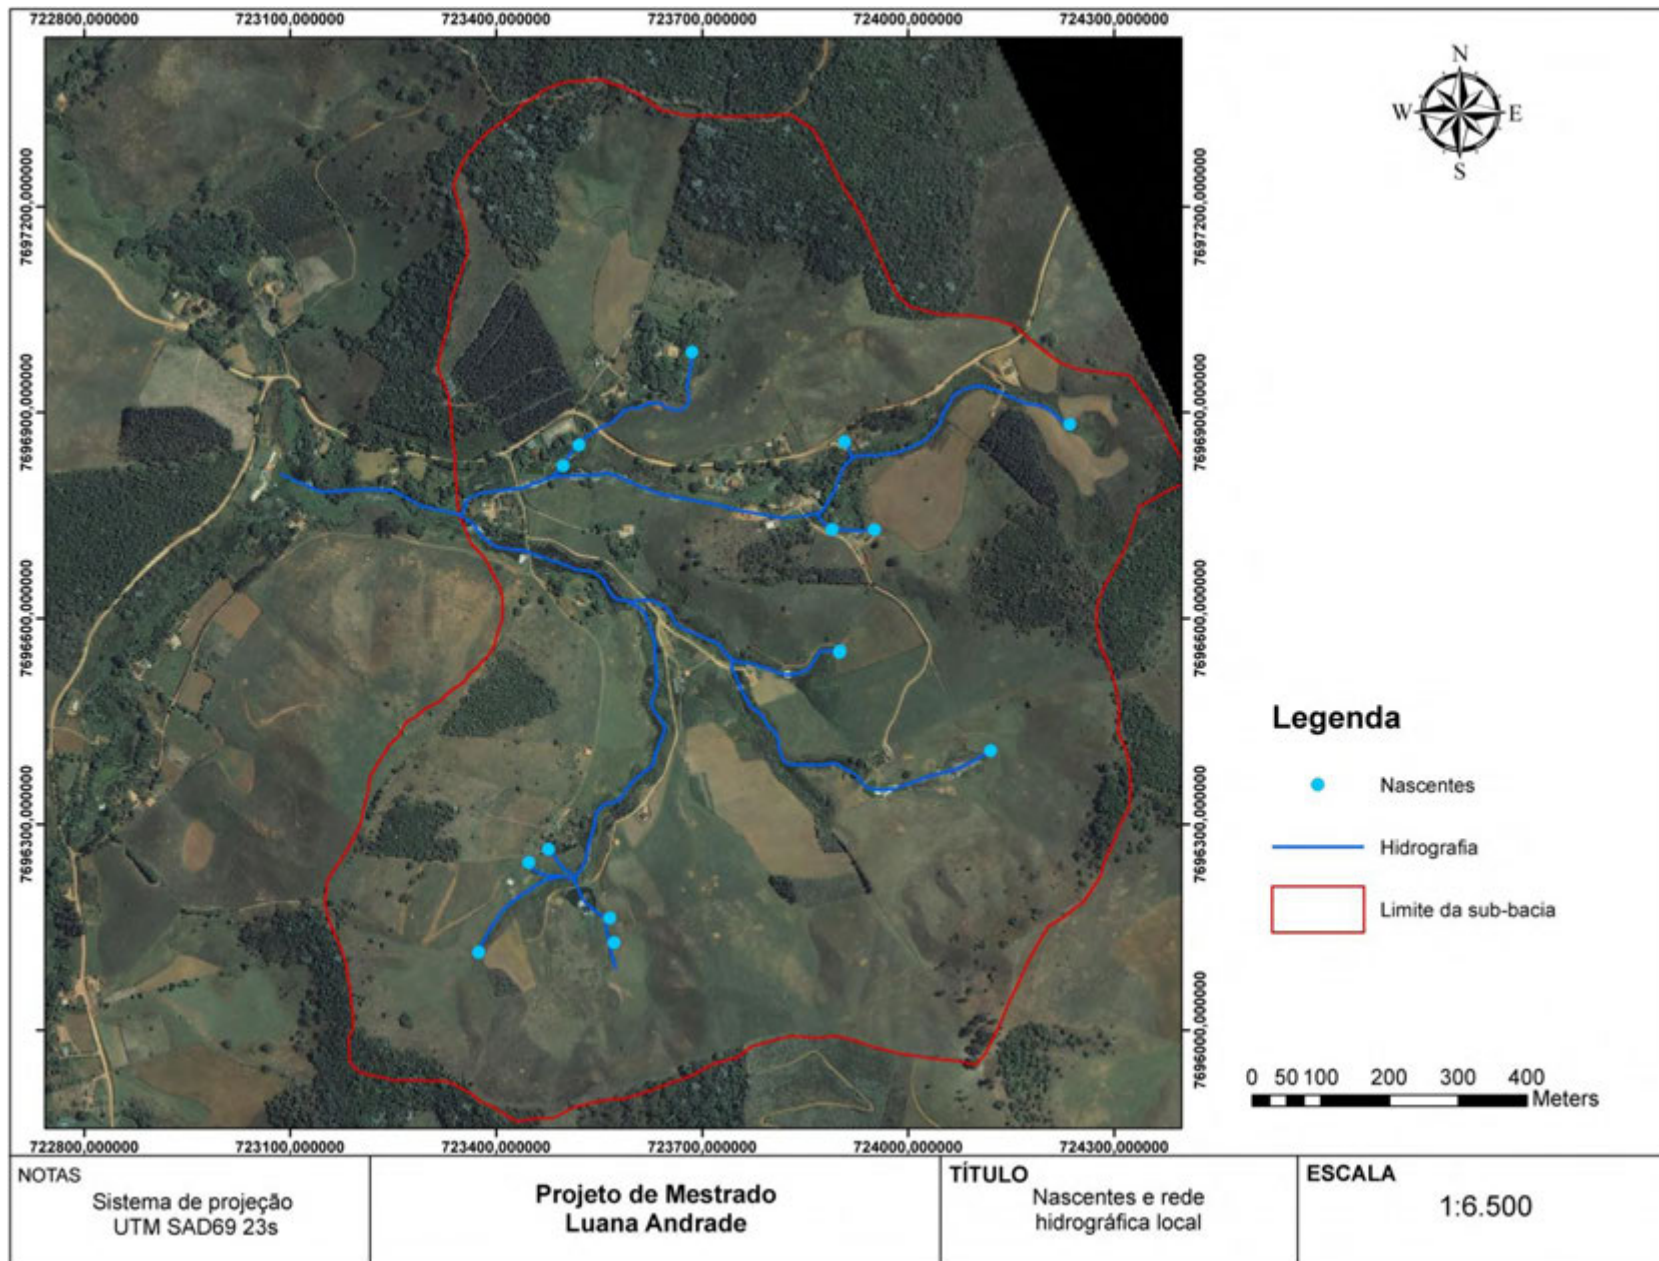 722800,000000 723100,000000 723400,000000 723700,000000 724000,000000 724300,000000
N
W E
S
7697200,000000 7697200,000000
7696900,000000 7696900,000000
7696600,000000 7696600,000000
7696300,000000 7696300,000000
7696000,000000
Legenda
Nascentes
Hidrografia
Limite da sub-bacia
0 50 100 200 300 400
Meters
722800,000000 723100,000000 723400,000000 723700,000000 724000,000000 724300,000000
NOTAS
Sistema de projeção
UTM SAD69 23s
Projeto de Mestrado
Luana Andrade
TÍTULO
Nascentes e rede
hidrográfica local
ESCALA
1:6.500